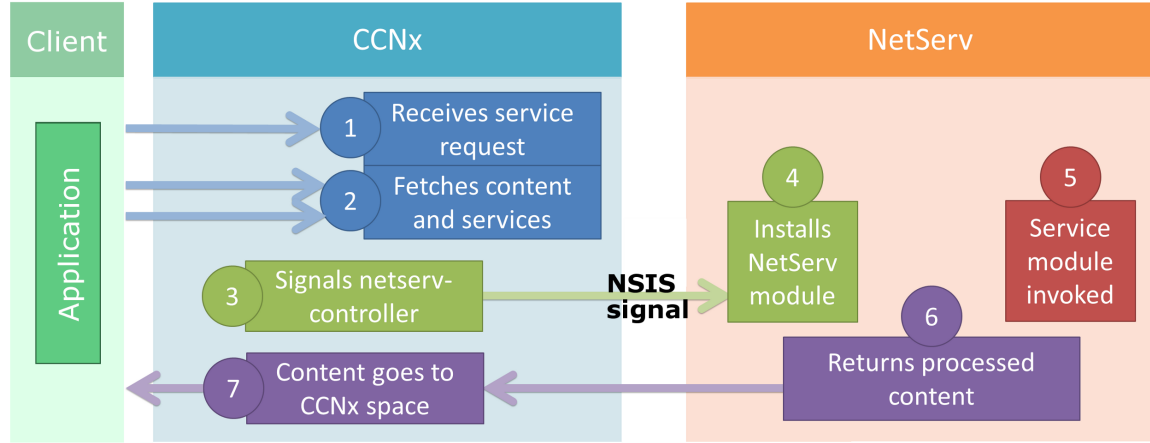 Client
CCNx
NetServ
Application
1
Receives service
request
2
Fetches content
and services
3
Signals netserv-
controller
NSIS
signal
4
Installs
NetServ
module
5
Service
module
invoked
6
Returns processed
content
7
Content goes to
CCNx space